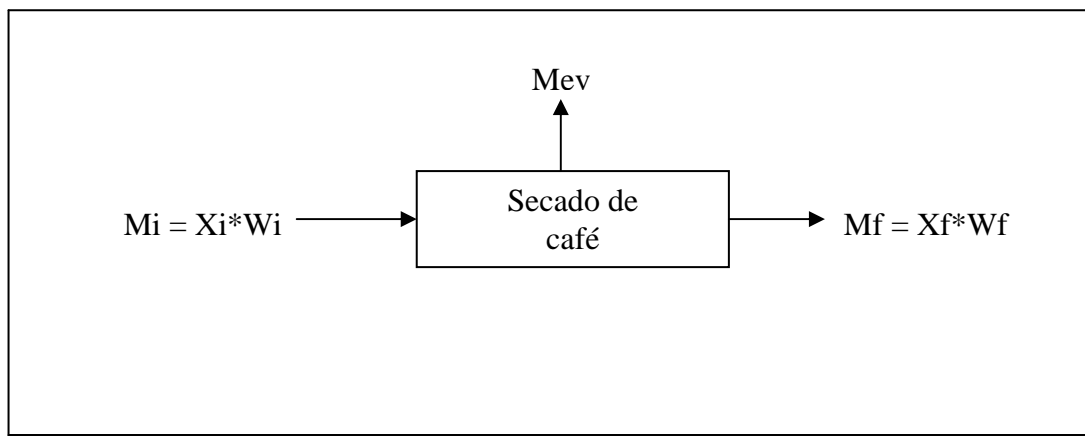 Mev
Mi = Xi*Wi
Secado de
café
Mf = Xf*Wf